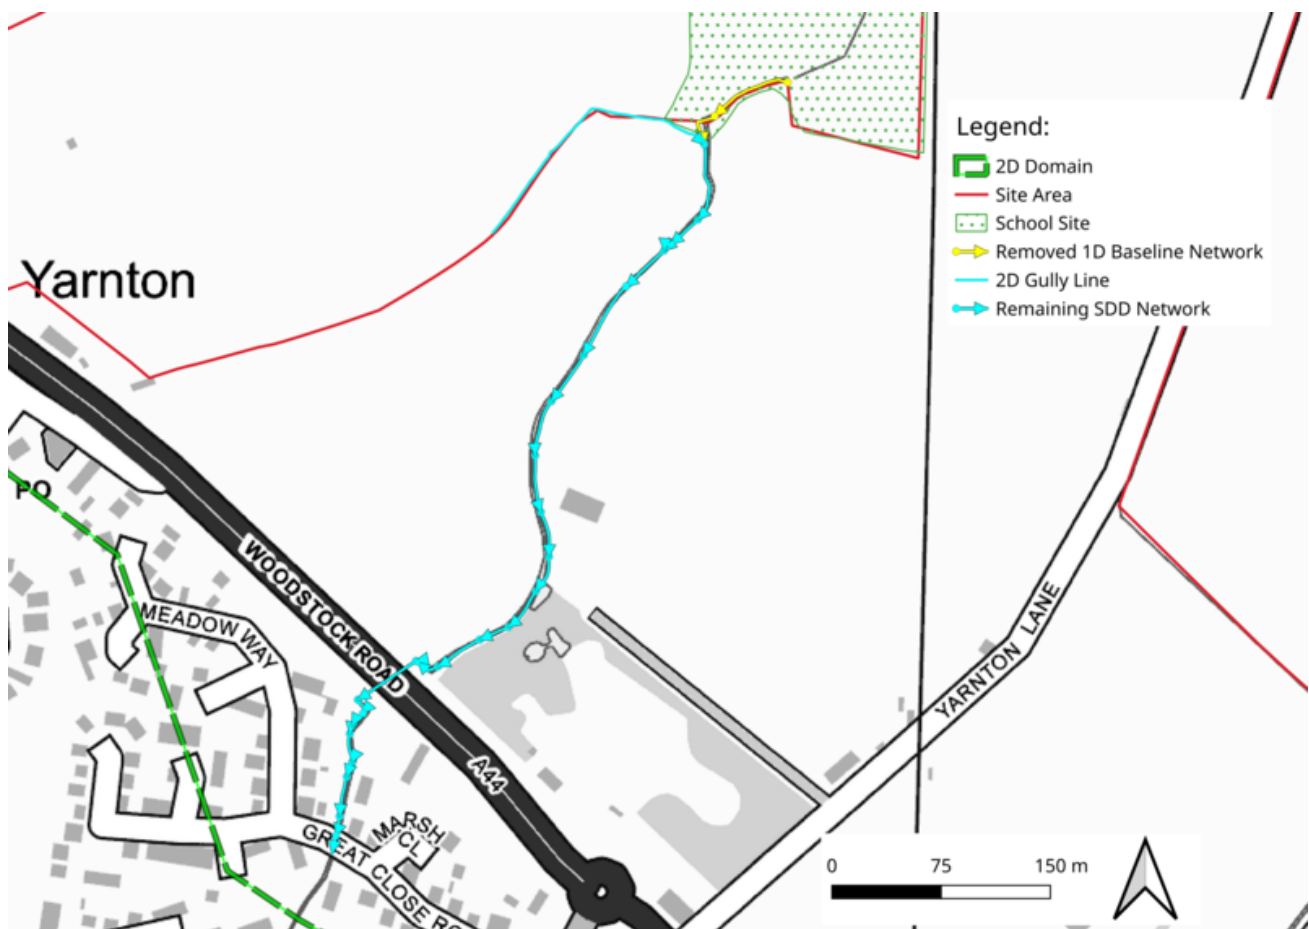 Legend:
2D Domain
Site Area
School Site
Removed 1D Baseline Network
2D Gully Line
Remaining SDD Network
Yarnton
PO
WOODSTOCK ROAD
MEADOW WAY
YARNTON LANE
A44
MARSH
CL
GREAT CLOSE RO
0 75 150 m